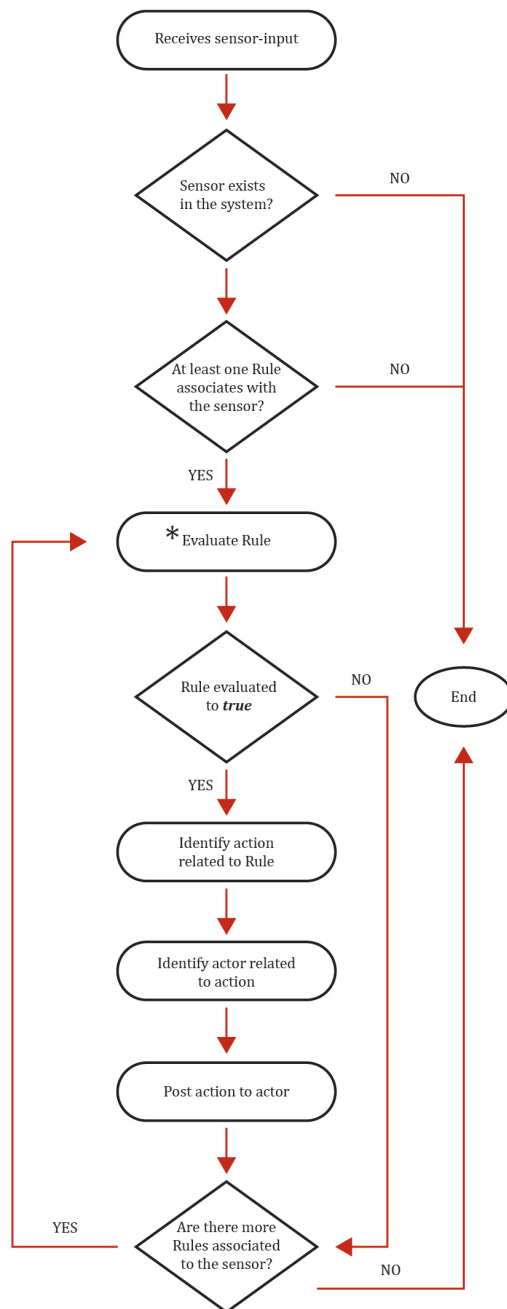 Receives sensor-input
Sensor exists
in the system?
NO
At least one Rule
associates with
the sensor?
NO
YES
*Evaluate Rule
Rule evaluated
to true
NO
End
YES
Identify action
related to Rule
Identify actor related
to action
Post action to actor
Are there more
Rules associated
to the sensor?
YES
NO